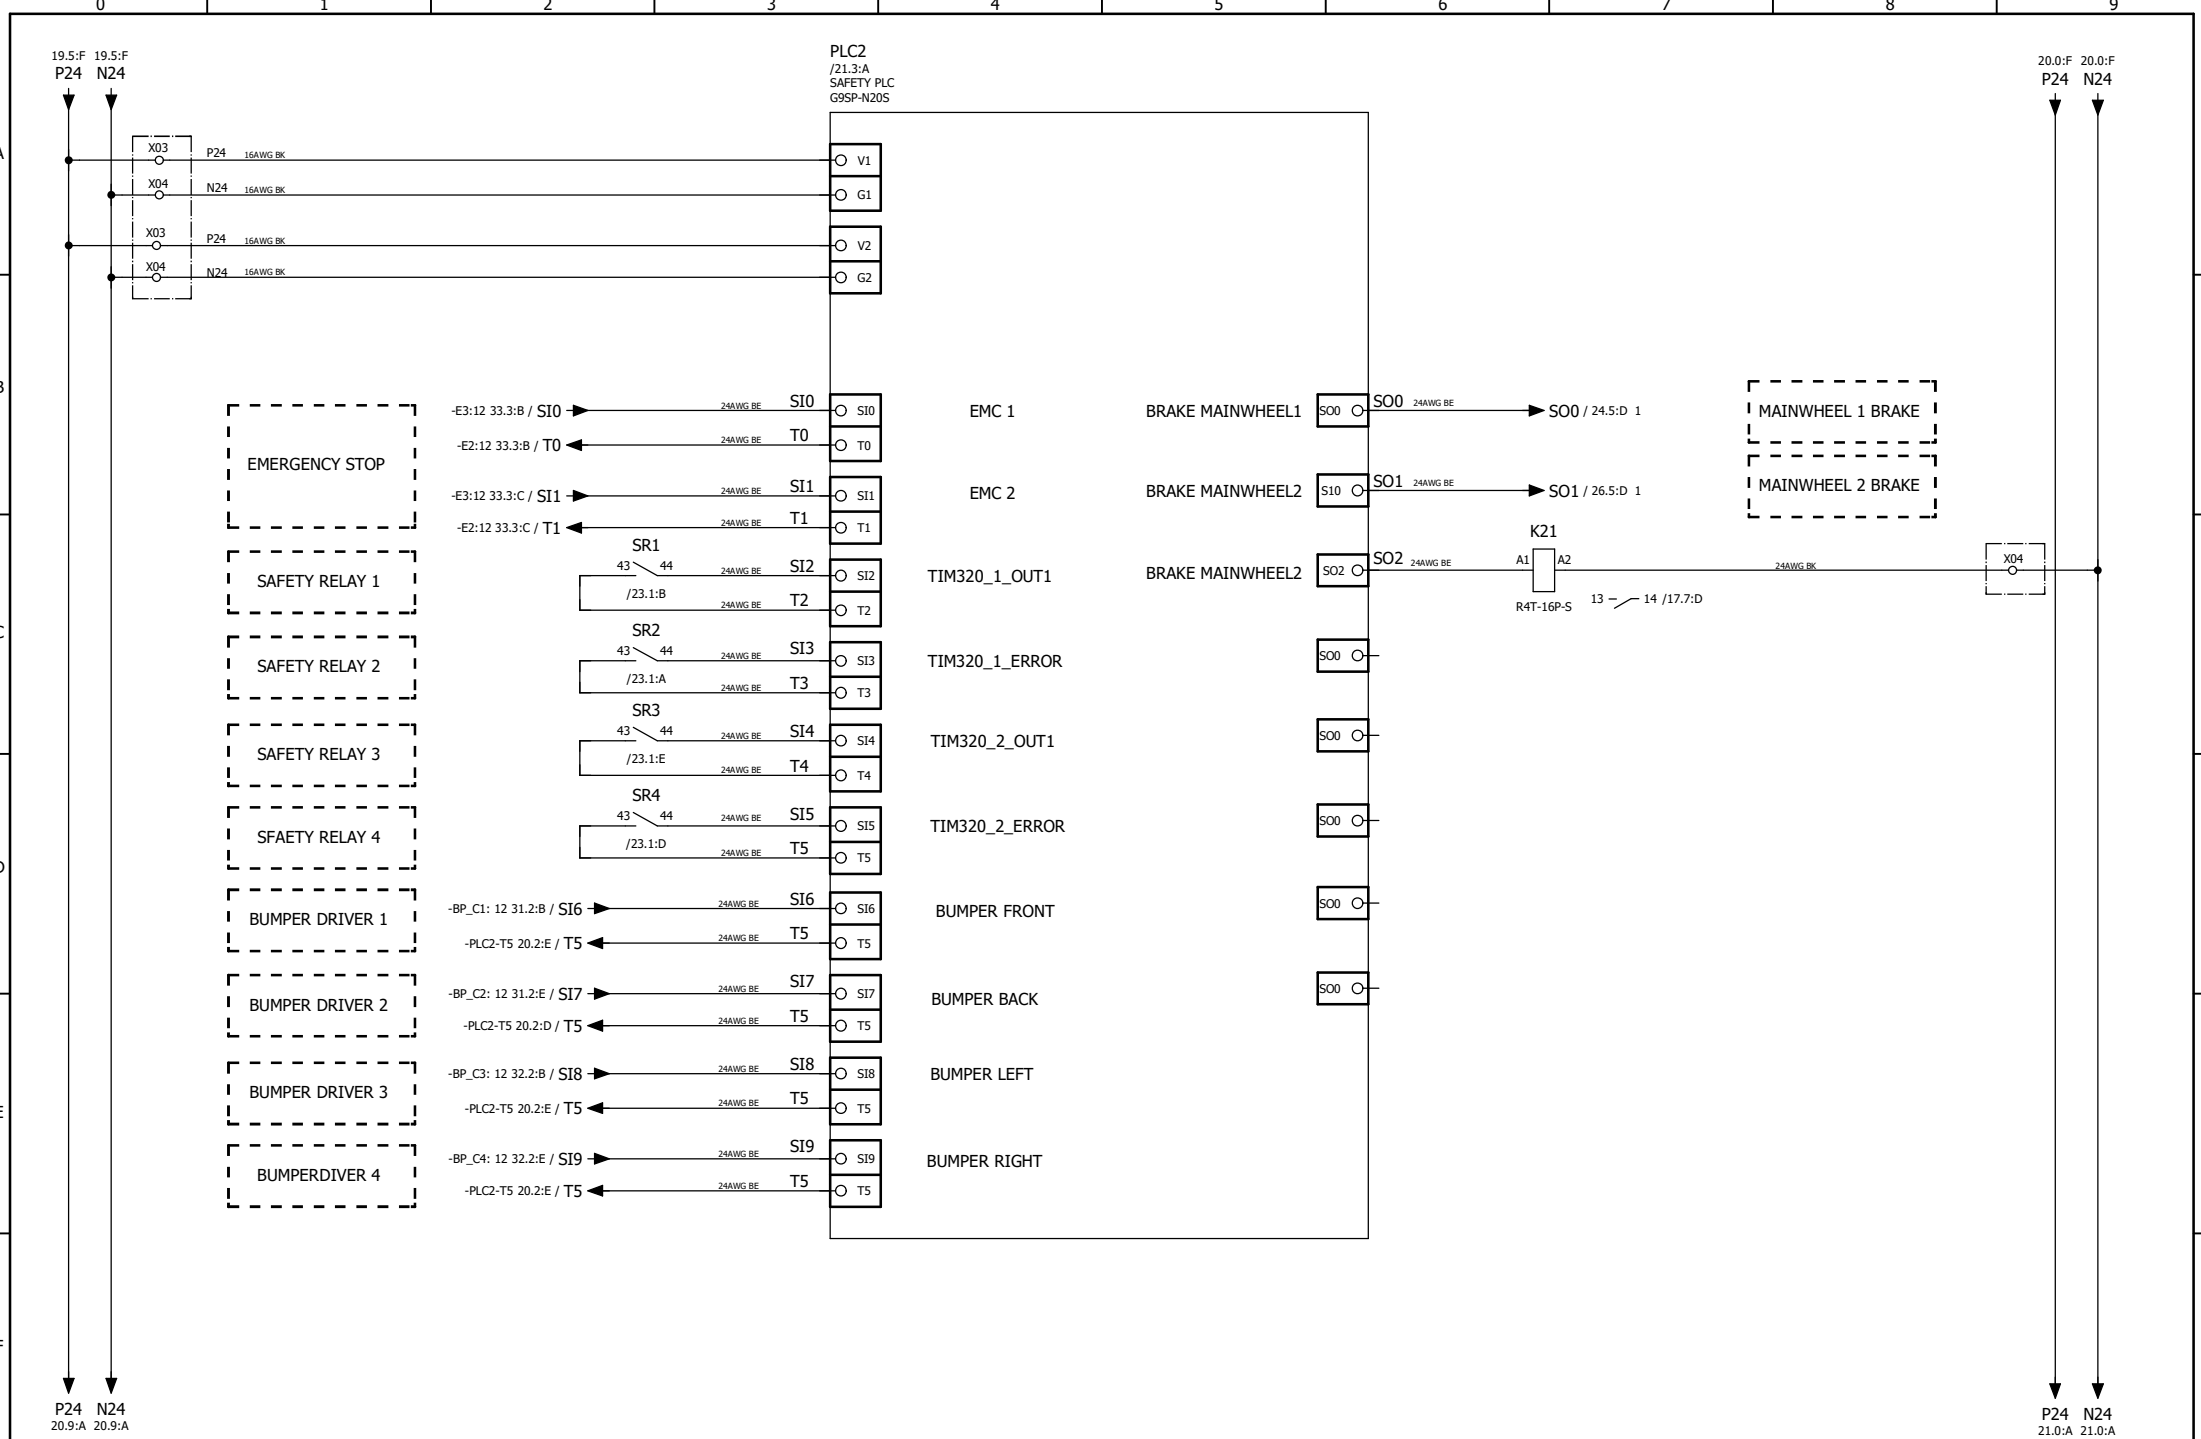 0 1 2 3 4 5 6 7 8 9
19.5:F 19.5:F
P24 N24
PLC2
/21.3:A
SAFETY PLC
G9SP-N20S
20.0:F 20.0:F
P24 N24
A
X03 P24 16AWG BK V1
X04 N24 16AWG BK G1
X03 P24 16AWG BK V2
X04 N24 16AWG BK G2
B
EMERGENCY STOP
-E3:12 33.3:B / SI0 24AWG BE SI0 SI0 EMC 1 BRAKE MAINWHEEL1 SO0 SO0 24AWG BE SO0 / 24.5:D 1 MAINWHEEL 1 BRAKE
-E2:12 33.3:B / T0 24AWG BE T0 T0
-E3:12 33.3:C / SI1 24AWG BE SI1 SI1 EMC 2 BRAKE MAINWHEEL2 S10 SO1 24AWG BE SO1 / 26.5:D 1 MAINWHEEL 2 BRAKE
-E2:12 33.3:C / T1 24AWG BE T1 T1
SAFETY RELAY 1
SR1
43 44 24AWG BE SI2 SI2 TIM320_1_OUT1 BRAKE MAINWHEEL2 SO2 SO2 24AWG BE
K21
A1 A2 24AWG BK X04
R4T-16P-S 13 14 /17.7:D
/23.1:B 24AWG BE T2 T2
C
SAFETY RELAY 2
SR2
43 44 24AWG BE SI3 SI3 TIM320_1_ERROR SO0
/23.1:A 24AWG BE T3 T3
SAFETY RELAY 3
SR3
43 44 24AWG BE SI4 SI4 TIM320_2_OUT1 SO0
/23.1:E 24AWG BE T4 T4
SFAETY RELAY 4
SR4
43 44 24AWG BE SI5 SI5 TIM320_2_ERROR SO0
/23.1:D 24AWG BE T5 T5
D
BUMPER DRIVER 1
-BP_C1: 12 31.2:B / SI6 24AWG BE SI6 SI6 BUMPER FRONT SO0
-PLC2-T5 20.2:E / T5 24AWG BE T5 T5
BUMPER DRIVER 2
-BP_C2: 12 31.2:E / SI7 24AWG BE SI7 SI7 BUMPER BACK SO0
-PLC2-T5 20.2:D / T5 24AWG BE T5 T5
BUMPER DRIVER 3
-BP_C3: 12 32.2:B / SI8 24AWG BE SI8 SI8 BUMPER LEFT
-PLC2-T5 20.2:E / T5 24AWG BE T5 T5
E
BUMPERDIVER 4
-BP_C4: 12 32.2:E / SI9 24AWG BE SI9 SI9 BUMPER RIGHT
-PLC2-T5 20.2:E / T5 24AWG BE T5 T5
F
P24 N24
20.9:A 20.9:A
P24 N24
21.0:A 21.0:A